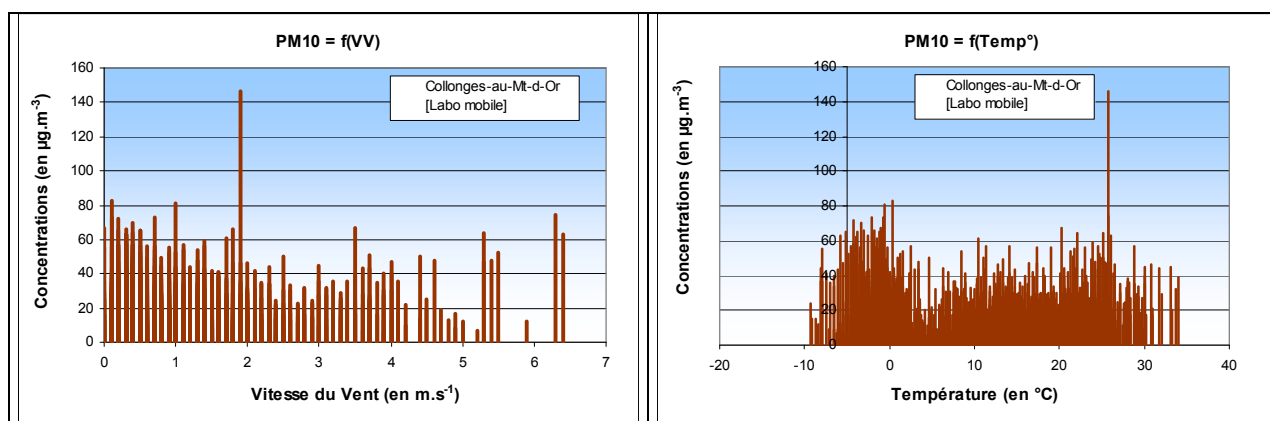 PM10 = f(VV)
Collonges-au-Mt-d-Or
[Labo mobile]
Concentrations (en µg.m-³)
160
140
120
100
80
60
40
20
0
0 1 2 3 4 5 6 7
Vitesse du Vent (en m.s⁻¹)
PM10 = f(Temp°)
Collonges-au-Mt-d-Or
[Labo mobile]
Concentrations (en µg.m-³)
160
140
120
100
80
60
40
20
0
-20 -10 0 10 20 30 40
Température (en °C)